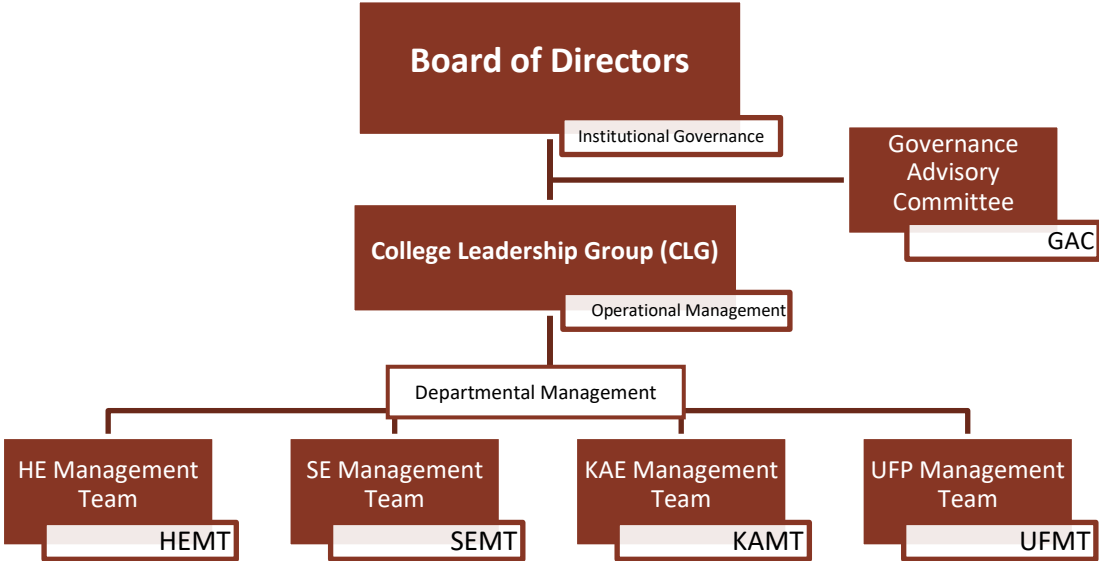 Board of Directors
Institutional Governance
Governance
Advisory
Committee
GAC
College Leadership Group (CLG)
Operational Management
Departmental Management
HE Management
Team
HEMT
SE Management
Team
SEMT
KAE Management
Team
KAMT
UFP Management
Team
UFMT